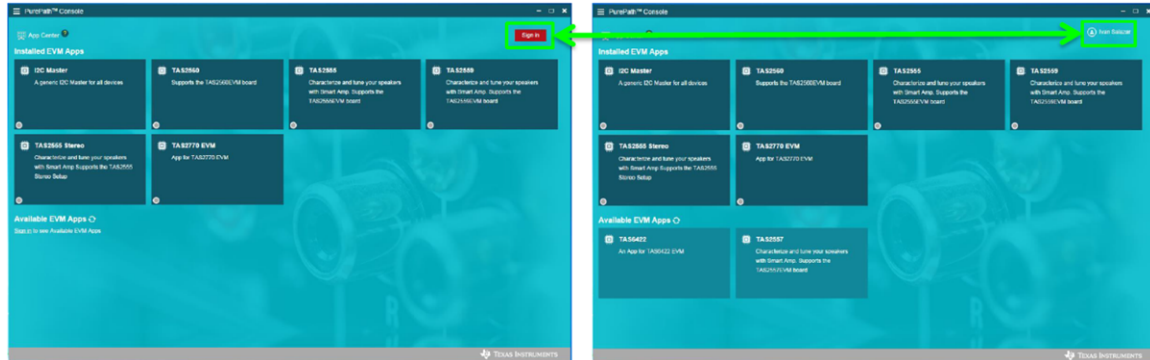 PurePath™ Console
App Center
Sign in
Installed EVM Apps
I2C Master
A generic I2C Master for all devices
TAS2560
Supports the TAS2560EVM board
TAS2555
Characterize and tune your speakers
with Smart Amp. Supports the
TAS2555EVM board
TAS2559
Characterize and tune your speakers
with Smart Amp. Supports the
TAS2559EVM board
TAS2555 Stereo
Characterize and tune your speakers
with Smart Amp Supports the TAS2555
Stereo Setup
TAS2770 EVM
App for TAS2770 EVM
Available EVM Apps
Sign in to see Available EVM Apps
TEXAS INSTRUMENTS
PurePath™ Console
Installed EVM
I2C Master
A generic I2C Master for all devices
TAS2560
Supports the TAS2560EVM board
TAS2555
Characterize and tune your speakers
with Smart Amp. Supports the
TAS2555EVM board
TAS2559
Characterize and tune your speakers
with Smart Amp. Supports the
TAS2559EVM board
TAS2555 Stereo
Characterize and tune your speakers
with Smart Amp Supports the TAS2555
Stereo Setup
TAS2770 EVM
App for TAS2770 EVM
Available EVM Apps
TAS6422
An App for TAS6422 EVM
TAS2557
Characterize and tune your speakers
with Smart Amp. Supports the
TAS2557EVM board
TEXAS INSTRUMENTS